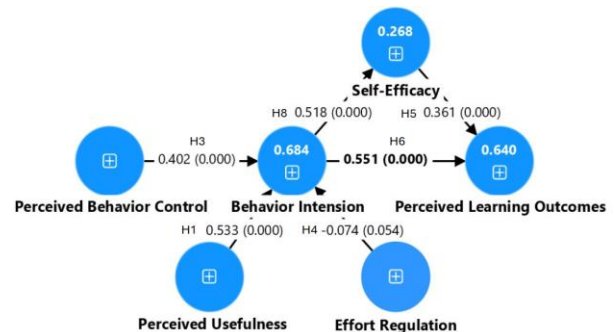 0.268
Self-Efficacy
H8 0.518 (0.000)
H5 0.361 (0.000)
H3
0.402 (0.000)
0.684
H6
0.551 (0.000)
0.640
Perceived Behavior Control
Behavior Intension
Perceived Learning Outcomes
H1 0.533 (0.000)
H4 -0.074 (0.054)
Perceived Usefulness
Effort Regulation